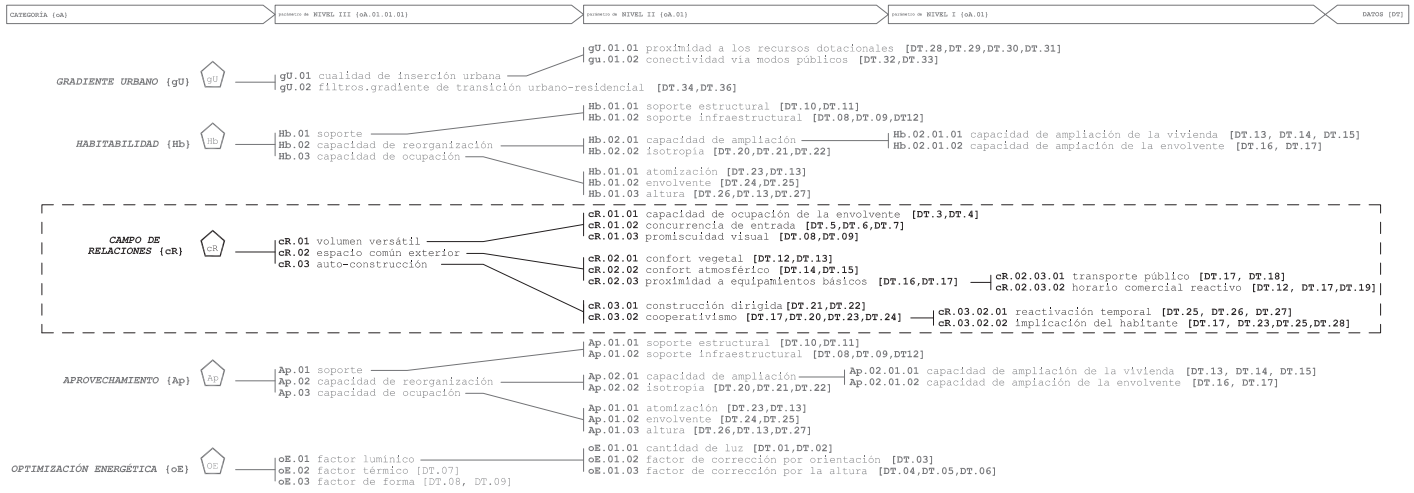 CATEGORÍA {oA}
parámetro de NIVEL III {oA.01.01.01}
parámetro de NIVEL II {oA.01}
parámetro de NIVEL I {oA.01}
DATOS [DT]
GRADIENTE URBANO {gU}
gU
gU.01 cualidad de inserción urbana
gU.02 filtros.gradiente de transición urbano-residencial [DT.34,DT.36]
gU.01.01 proximidad a los recursos dotacionales [DT.28,DT.29,DT.30,DT.31]
gu.01.02 conectividad vía modos públicos [DT.32,DT.33]
HABITABILIDAD {Hb}
Hb
Hb.01 soporte
Hb.02 capacidad de reorganización
Hb.03 capacidad de ocupación
Hb.01.01 soporte estructural [DT.10,DT.11]
Hb.01.02 soporte infraestructural [DT.08,DT.09,DT12]
Hb.02.01 capacidad de ampliación
Hb.02.02 isotropía [DT.20,DT.21,DT.22]
Hb.02.01.01 capacidad de ampliación de la vivienda [DT.13, DT.14, DT.15]
Hb.02.01.02 capacidad de ampiación de la envolvente [DT.16, DT.17]
Hb.01.01 atomización [DT.23,DT.13]
Hb.01.02 envolvente [DT.24,DT.25]
Hb.01.03 altura [DT.26,DT.13,DT.27]
CAMPO DE
RELACIONES {cR}
cR
cR.01 volumen versátil
cR.02 espacio común exterior
cR.03 auto-construcción
cR.01.01 capacidad de ocupación de la envolvente [DT.3,DT.4]
cR.01.02 concurrencia de entrada [DT.5,DT.6,DT.7]
cR.01.03 promiscuidad visual [DT.08,DT.09]
cR.02.01 confort vegetal [DT.12,DT.13]
cR.02.02 confort atmosférico [DT.14,DT.15]
cR.02.03 proximidad a equipamientos básicos [DT.16,DT.17]
cR.02.03.01 transporte público [DT.17, DT.18]
cR.02.03.02 horario comercial reactivo [DT.12, DT.17,DT.19]
cR.03.01 construcción dirigida [DT.21,DT.22]
cR.03.02 cooperativismo [DT.17,DT.20,DT.23,DT.24]
cR.03.02.01 reactivación temporal [DT.25, DT.26, DT.27]
cR.03.02.02 implicación del habitante [DT.17, DT.23,DT.25,DT.28]
APROVECHAMIENTO {Ap}
Ap
Ap.01 soporte
Ap.02 capacidad de reorganización
Ap.03 capacidad de ocupación
Ap.01.01 soporte estructural [DT.10,DT.11]
Ap.01.02 soporte infraestructural [DT.08,DT.09,DT12]
Ap.02.01 capacidad de ampliación
Ap.02.02 isotropía [DT.20,DT.21,DT.22]
Ap.02.01.01 capacidad de ampliación de la vivienda [DT.13, DT.14, DT.15]
Ap.02.01.02 capacidad de ampiación de la envolvente [DT.16, DT.17]
Ap.01.01 atomización [DT.23,DT.13]
Ap.01.02 envolvente [DT.24,DT.25]
Ap.01.03 altura [DT.26,DT.13,DT.27]
OPTIMIZACIÓN ENERGÉTICA {oE}
OE
oE.01 factor lumínico
oE.02 factor térmico [DT.07]
oE.03 factor de forma [DT.08, DT.09]
oE.01.01 cantidad de luz [DT.01,DT.02]
oE.01.02 factor de corrección por orientación [DT.03]
oE.01.03 factor de corrección por la altura [DT.04,DT.05,DT.06]